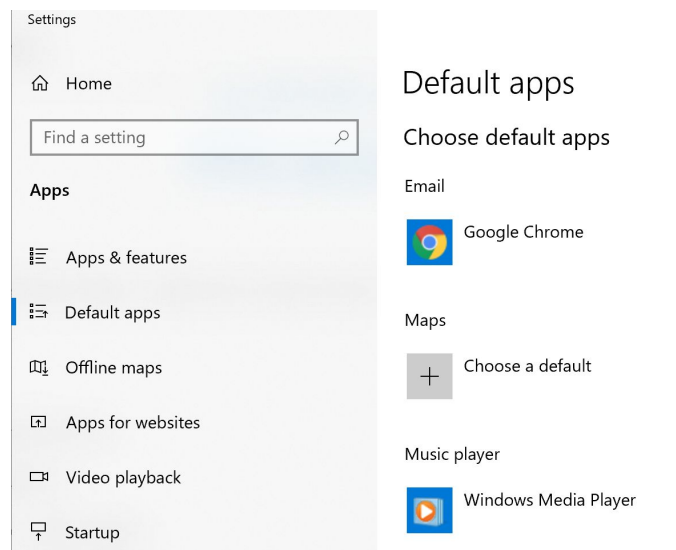 Settings
Home
Find a setting
Apps
Apps & features
Default apps
Offline maps
Apps for websites
Video playback
Startup
Default apps
Choose default apps
Email
Google Chrome
Maps
Choose a default
Music player
Windows Media Player